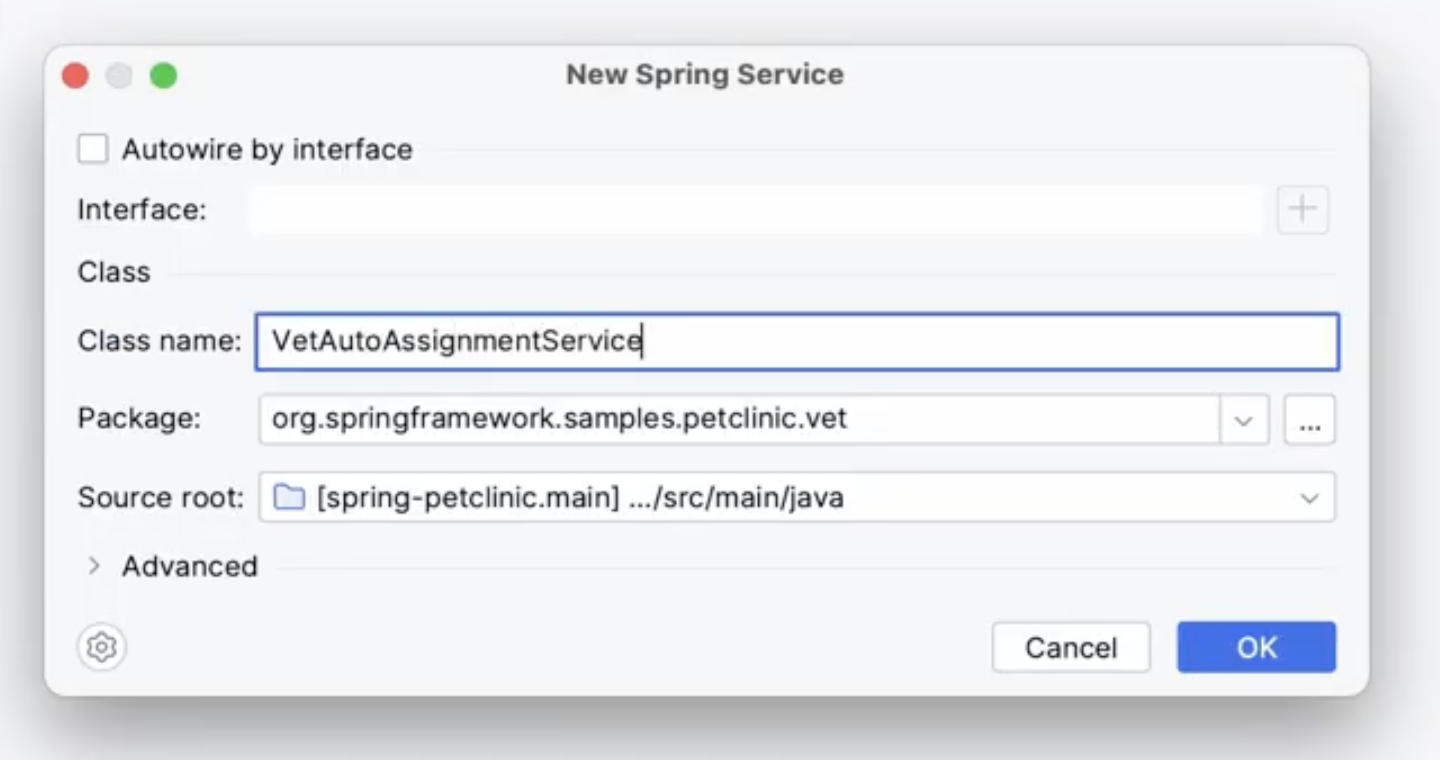 New Spring Service
Autowire by interface
Interface:
Class
Class name: VetAutoAssignmentService
Package: org.springframework.samples.petclinic.vet ...
Source root: [spring-petclinic.main] .../src/main/java
Advanced
Cancel OK